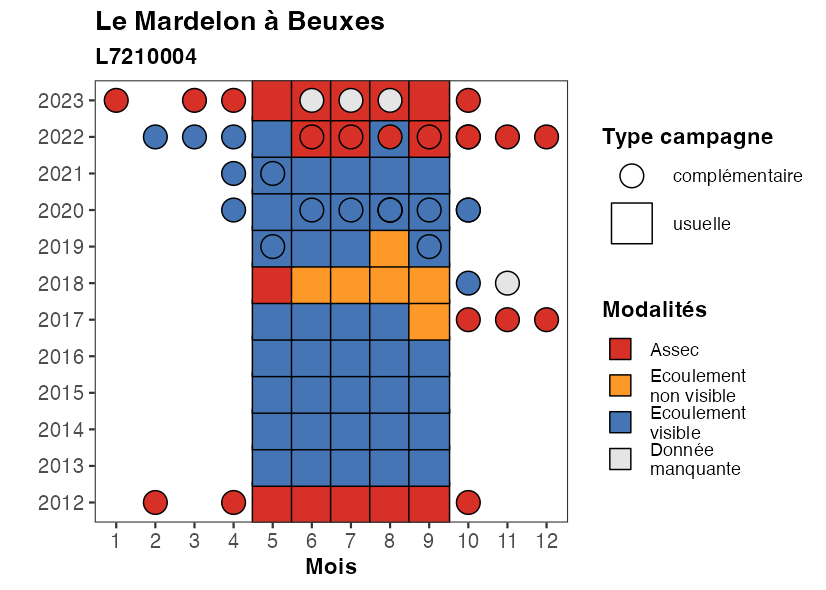 Le Mardelon à Beuxes
L7210004
2023
2022
2021
2020
2019
2018
2017
2016
2015
2014
2013
2012
1 2 3 4 5 6 7 8 9 10 11 12
Mois
Type campagne
complémentaire
usuelle
Modalités
Assec
Ecoulement
non visible
Ecoulement
visible
Donnée
manquante